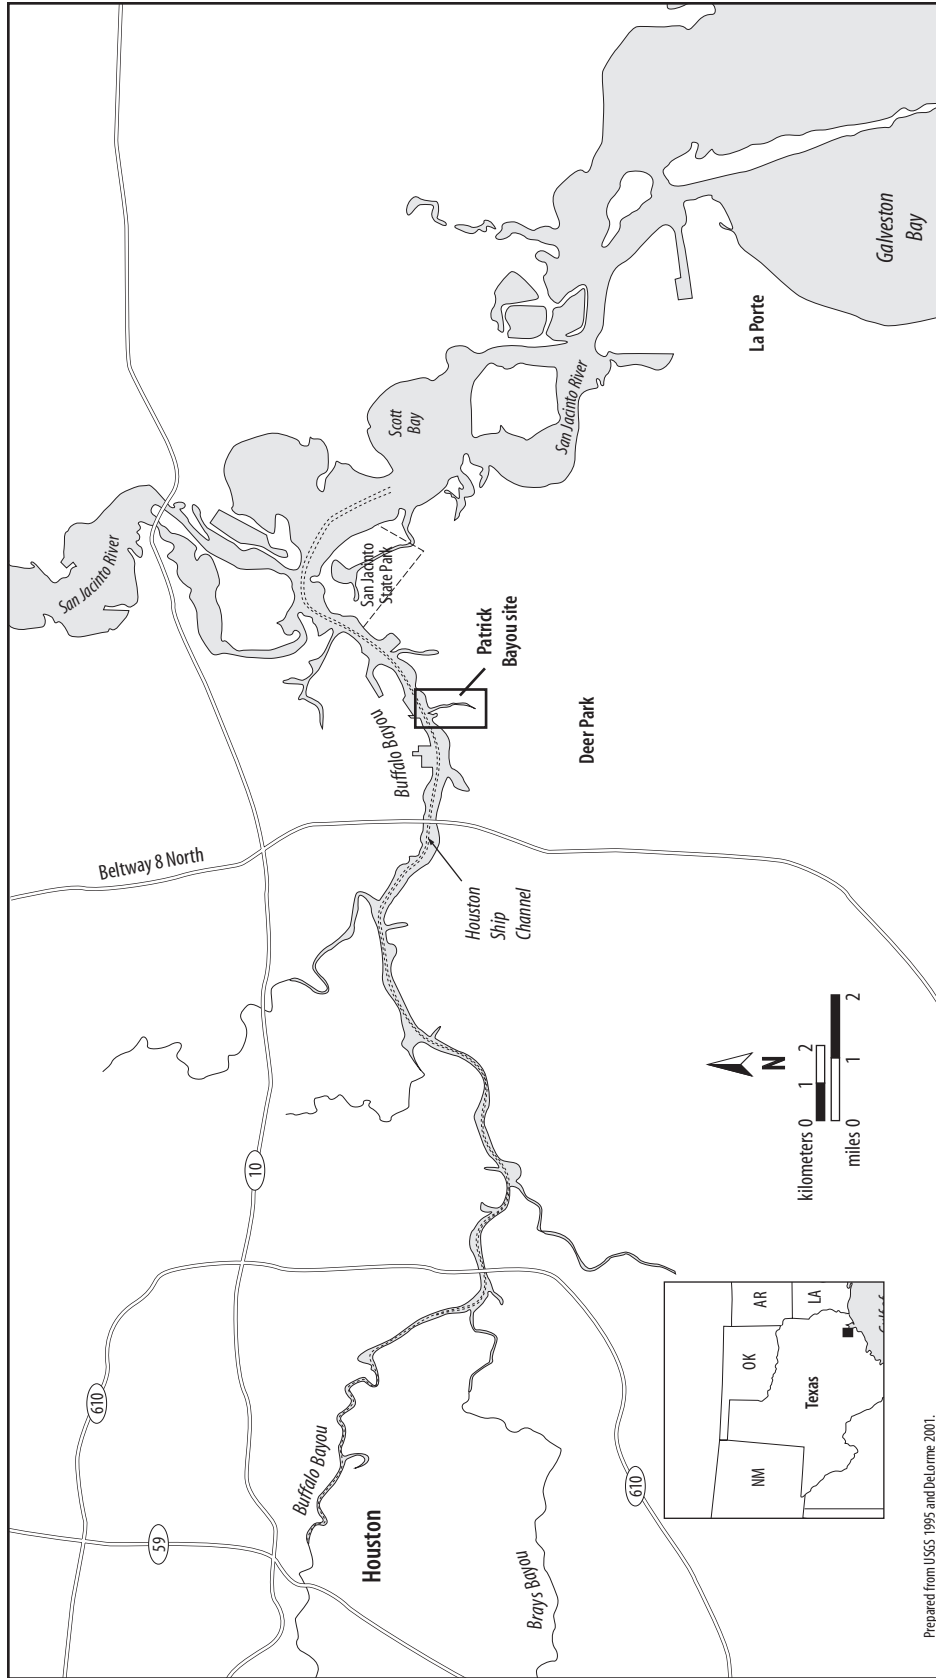 San Jacinto River
Beltway 8 North
10
610
59
Scott
Bay
San Jacinto
State Park
Buffalo Bayou
San Jacinto River
Galveston
Bay
La Porte
Patrick
Bayou site
Deer Park
Houston
Ship
Channel
Buffalo Bayou
Houston
Brays Bayou
610
N
kilometers 0 1 2
miles 0 1 2
NM
OK
AR
LA
Texas
Prepared from USGS 1995 and DeLorme 2001.